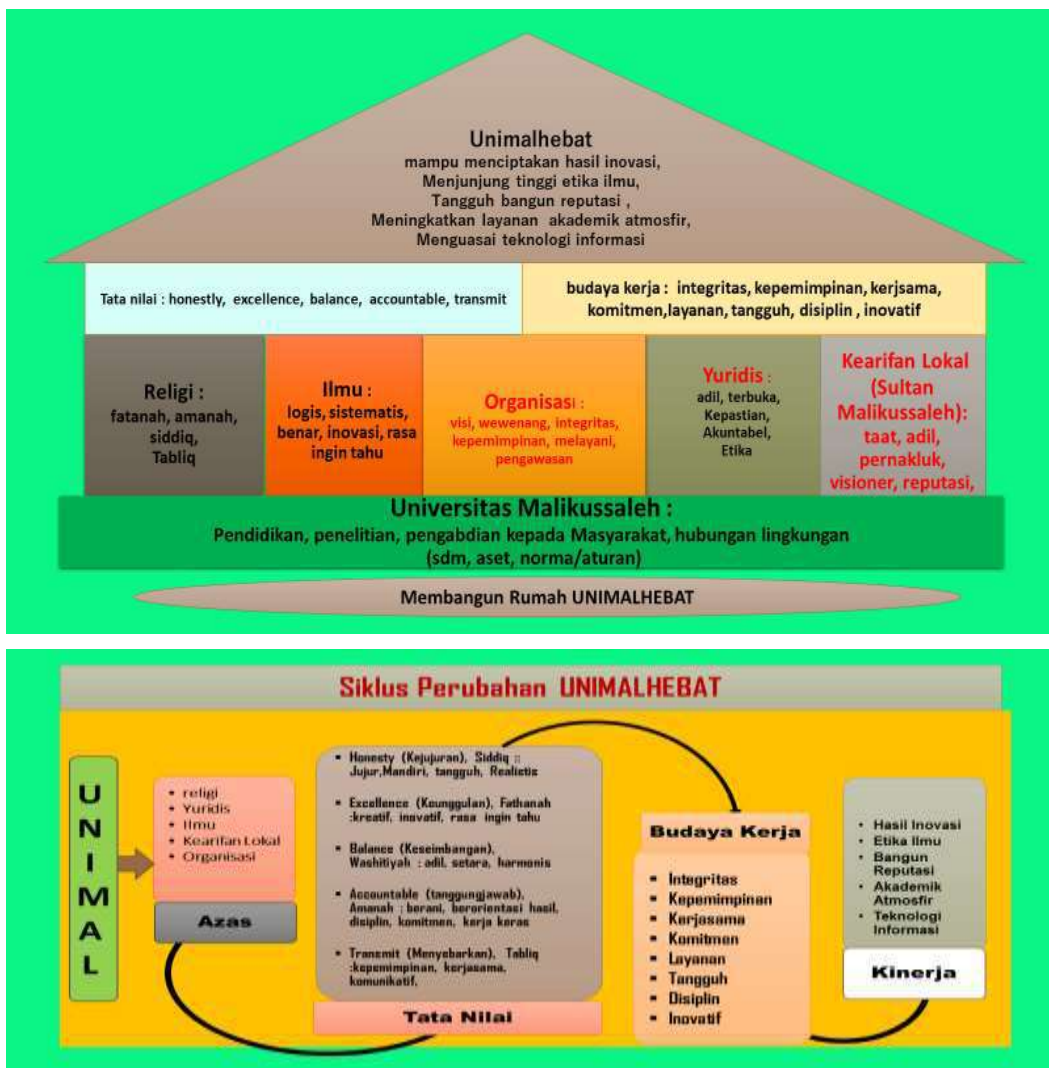 Unimalhebat
mampu menciptakan hasil inovasi,
Menjunjung tinggi etika ilmu,
Tangguh bangun reputasi ,
Meningkatkan layanan akademik atmosfir,
Menguasai teknologi informasi
Tata nilai : honestly, excellence, balance, accountable, transmit
budaya kerja : integritas, kepemimpinan, kerjsama,
komitmen,layanan, tangguh, disiplin , inovatif
Religi :
fatanah, amanah,
siddiq,
Tabliq
Ilmu :
logis, sistematis,
benar, inovasi, rasa
ingin tahu
Organisasi :
visi, wewenang, integritas,
kepemimpinan, melayani,
pengawasan
Yuridis :
adil, terbuka,
Kepastian,
Akuntabel,
Etika
Kearifan Lokal
(Sultan
Malikussaleh):
taat, adil,
pernakluk,
visioner, reputasi,
Universitas Malikussaleh :
Pendidikan, penelitian, pengabdian kepada Masyarakat, hubungan lingkungan
(sdm, aset, norma/aturan)
Membangun Rumah UNIMALHEBAT
Siklus Perubahan UNIMALHEBAT
UNIMAL
• religi
• Yuridis
• Ilmu
• Kearifan Lokal
• Organisasi
Azas
▪ Honesty (Kejujuran), Siddiq ::
Jujur,Mandiri, tangguh, Realistis
▪ Excellence (Keunggulan), Fathanah
:kreatif, inovatif, rasa ingin tahu
▪ Balance (Keseimbangan),
Washitiyah : adil, setara, harmonis
▪ Accountable (tanggungjawab),
Amanah : berani, berorientasi hasil,
disiplin, komitmen, kerja keras
▪ Transmit (Menyebarkan), Tabliq
:kepemimpinan, kerjasama,
komunikatif,
Tata Nilai
Budaya Kerja
▪ Integritas
▪ Kepemimpinan
▪ Kerjasama
▪ Komitmen
▪ Layanan
▪ Tangguh
▪ Disiplin
▪ Inovatif
• Hasil Inovasi
• Etika Ilmu
• Bangun
Reputasi
• Akademik
Atmosfir
• Teknologi
Informasi
Kinerja